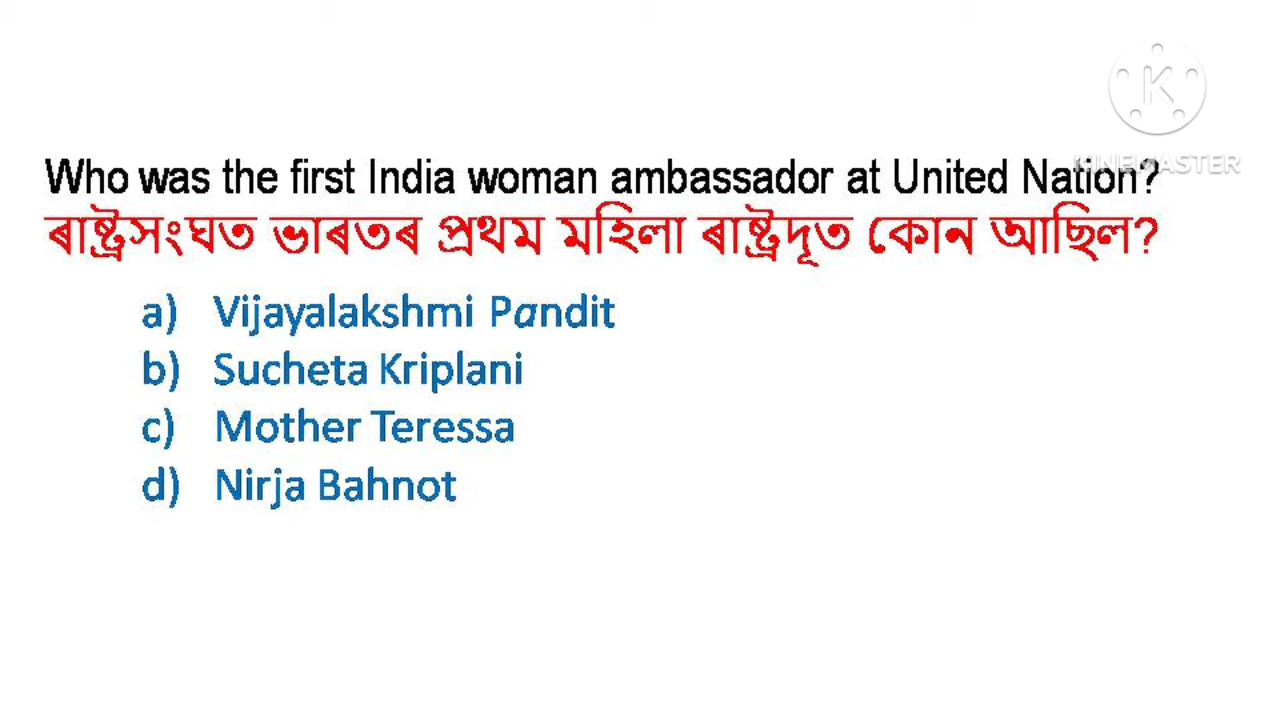 KINEMASTER
Who was the first India woman ambassador at United Nation?
ৰাষ্ট্ৰসংঘত ভাৰতৰ প্ৰথম মহিলা ৰাষ্ট্ৰদূত কোন আছিল?
a) Vijayalakshmi Pandit
b) Sucheta Kriplani
c) Mother Teressa
d) Nirja Bahnot